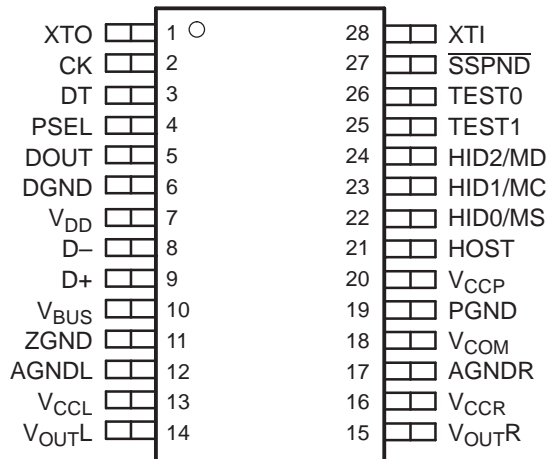 XTO 1 28 XTI
CK 2 27 SSPND
DT 3 26 TEST0
PSEL 4 25 TEST1
DOUT 5 24 HID2/MD
DGND 6 23 HID1/MC
VDD 7 22 HID0/MS
D– 8 21 HOST
D+ 9 20 VCCP
VBUS 10 19 PGND
ZGND 11 18 VCOM
AGNDL 12 17 AGNDR
VCCL 13 16 VCCR
VOUTL 14 15 VOUTR